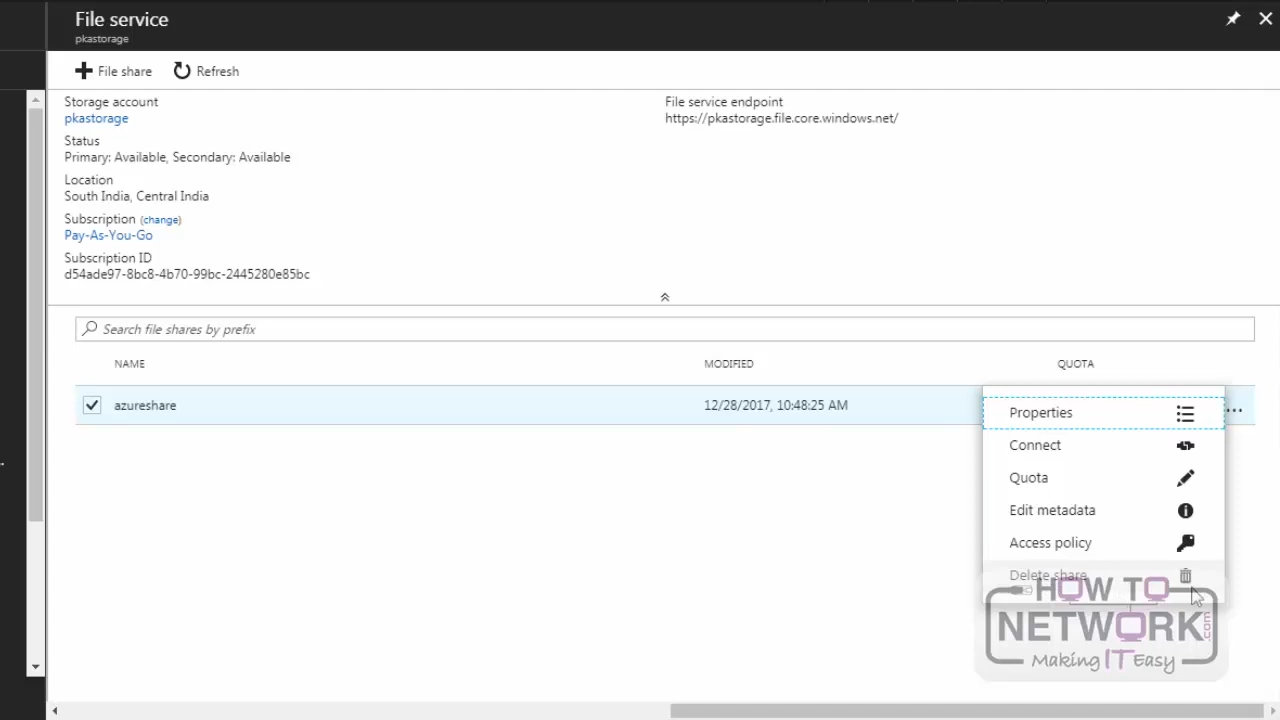 File service
pkastorage
File share
Refresh
Storage account
pkastorage
Status
Primary: Available, Secondary: Available
Location
South India, Central India
Subscription (change)
Pay-As-You-Go
Subscription ID
d54ade97-8bc8-4b70-99bc-2445280e85bc
File service endpoint
https://pkastorage.file.core.windows.net/
Search file shares by prefix
NAME MODIFIED QUOTA
azureshare 12/28/2017, 10:48:25 AM
Properties
Connect
Quota
Edit metadata
Access policy
Delete share
HOW TO
NETWORK.com
Making IT Easy